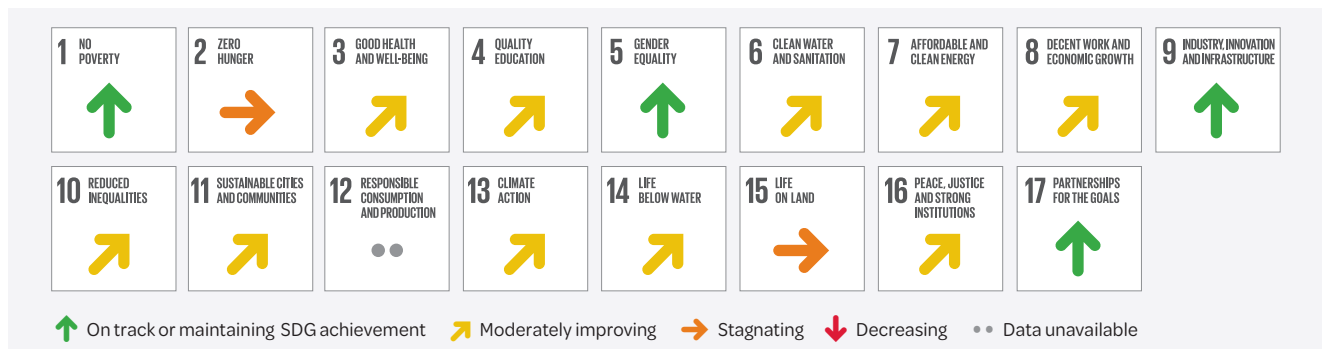 1 NO
POVERTY
2 ZERO
HUNGER
3 GOOD HEALTH
AND WELL-BEING
4 QUALITY
EDUCATION
5 GENDER
EQUALITY
6 CLEAN WATER
AND SANITATION
7 AFFORDABLE AND
CLEAN ENERGY
8 DECENT WORK AND
ECONOMIC GROWTH
9 INDUSTRY, INNOVATION
AND INFRASTRUCTURE
10 REDUCED
INEQUALITIES
11 SUSTAINABLE CITIES
AND COMMUNITIES
12 RESPONSIBLE
CONSUMPTION
AND PRODUCTION
13 CLIMATE
ACTION
14 LIFE
BELOW WATER
15 LIFE
ON LAND
16 PEACE, JUSTICE
AND STRONG
INSTITUTIONS
17 PARTNERSHIPS
FOR THE GOALS
On track or maintaining SDG achievement Moderately improving Stagnating Decreasing Data unavailable